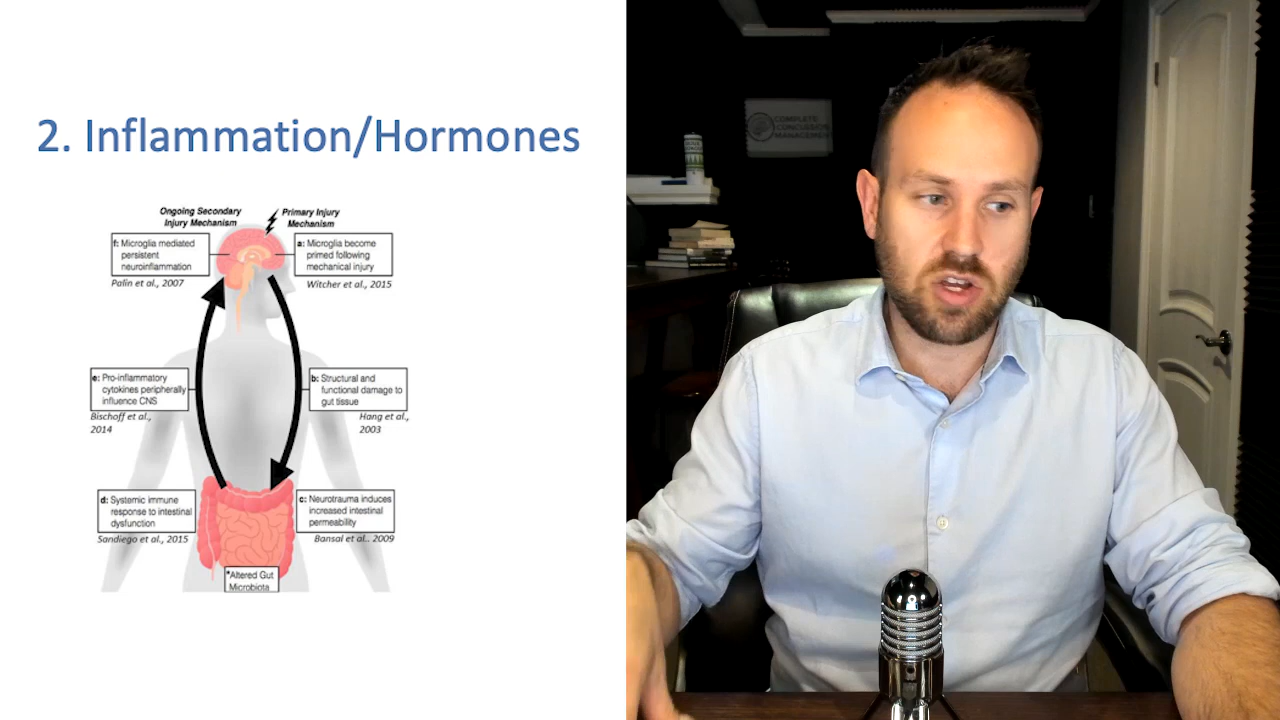 2. Inflammation/Hormones
Ongoing Secondary
Injury Mechanism
Primary Injury
Mechanism
f: Microglia mediated
persistent
neuroinflammation
Palin et al., 2007
a: Microglia become
primed following
mechanical injury
Witcher et al., 2015
e: Pro-inflammatory
cytokines peripherally
influence CNS
Bischoff et al.,
2014
b: Structural and
functional damage to
gut tissue
Hang et al.,
2003
d: Systemic immune
response to intestinal
dysfunction
Sandiego et al., 2015
c: Neurotrauma induces
increased intestinal
permeability
Bansal et al.. 2009
*Altered Gut
Microbiota
COMPLETE
CONCUSSION
MANAGEMENT